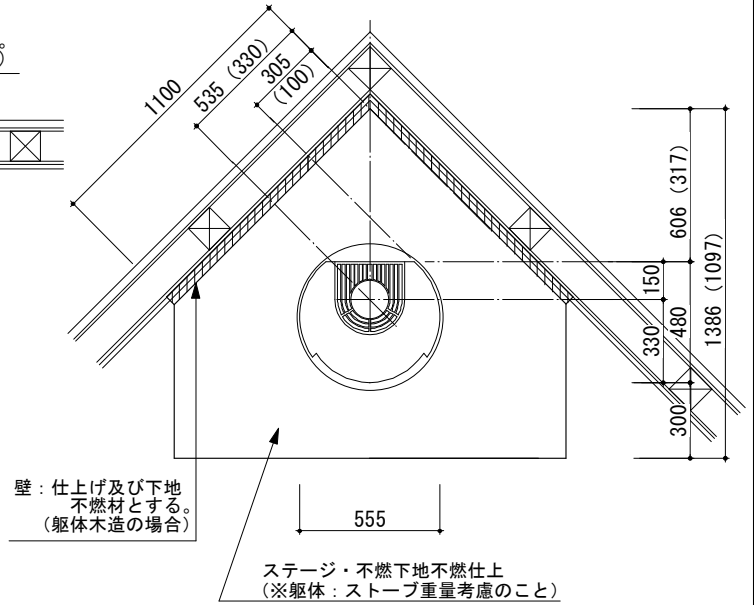 プ
)
1100
535 (330)
305
(100)
606 (317)
150
480
330
300
1386 (1097)
壁：仕上げ及び下地
不燃材とする。
(躯体木造の場合)
555
ステージ・不燃下地不燃仕上
(※躯体：ストーブ重量考慮のこと)